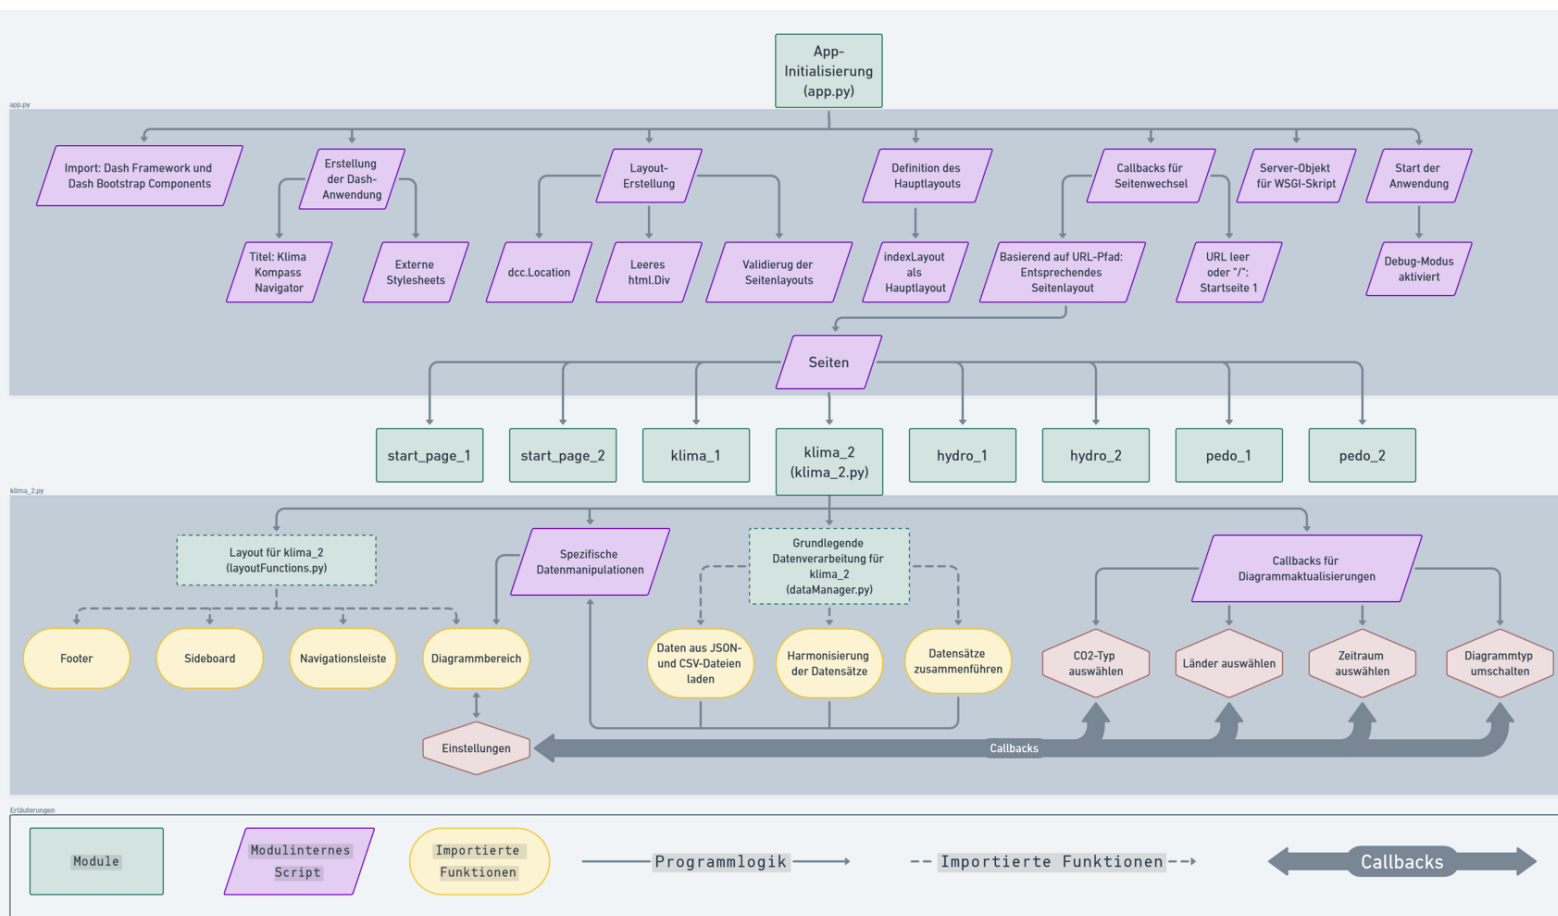 App-
Initialisierung
(app.py)
app.py
Import: Dash Framework und
Dash Bootstrap Components
Erstellung
der Dash-
Anwendung
Layout-
Erstellung
Definition des
Hauptlayouts
Callbacks für
Seitenwechsel
Server-Objekt
für WSGI-Skript
Start der
Anwendung
Titel: Klima
Kompass
Navigator
Externe
Stylesheets
dcc.Location
Leeres
html.Div
Validierug der
Seitenlayouts
indexLayout
als
Hauptlayout
Basierend auf URL-Pfad:
Entsprechendes
Seitenlayout
URL leer
oder "/":
Startseite 1
Debug-Modus
aktiviert
Seiten
start_page_1
start_page_2
klima_1
klima_2
(klima_2.py)
hydro_1
hydro_2
pedo_1
pedo_2
klima_2.py
Layout für klima_2
(layoutFunctions.py)
Spezifische
Datenmanipulationen
Grundlegende
Datenverarbeitung für
klima_2
(dataManager.py)
Callbacks für
Diagrammaktualisierungen
Footer
Sideboard
Navigationsleiste
Diagrammbereich
Daten aus JSON-
und CSV-Dateien
laden
Harmonisierung
der Datensätze
Datensätze
zusammenführen
CO2-Typ
auswählen
Länder auswählen
Zeitraum
auswählen
Diagrammtyp
umschalten
Einstellungen
Callbacks
Erläuterungen
Module
Modulinternes
Script
Importierte
Funktionen
Programmlogik
Importierte Funktionen
Callbacks